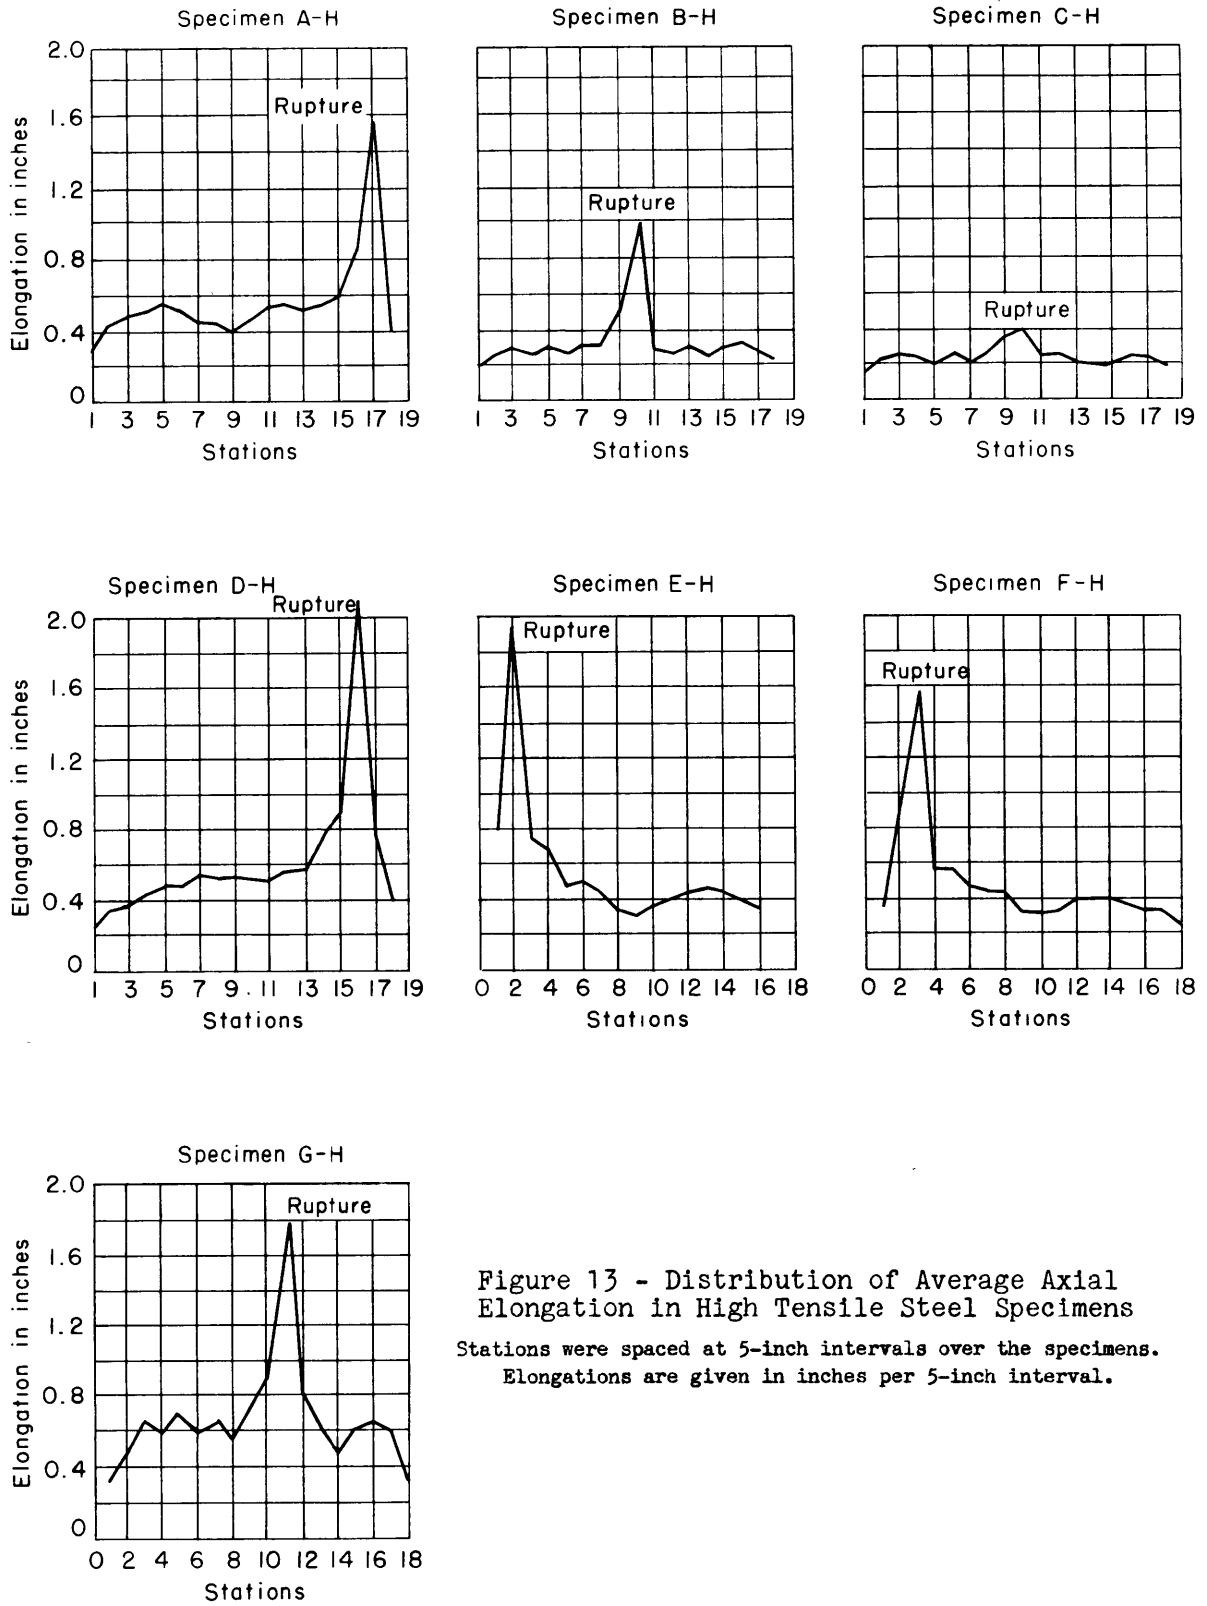 Specimen A-H
2.0
1.6
1.2
0.8
0.4
0
Elongation in inches
Rupture
1 3 5 7 9 11 13 15 17 19
Stations
Specimen B-H
Rupture
1 3 5 7 9 11 13 15 17 19
Stations
Specimen C-H
Rupture
1 3 5 7 9 11 13 15 17 19
Stations
Specimen D-H
Rupture
2.0
1.6
1.2
0.8
0.4
0
Elongation in inches
1 3 5 7 9 11 13 15 17 19
Stations
Specimen E-H
Rupture
0 2 4 6 8 10 12 14 16 18
Stations
Specimen F-H
Rupture
0 2 4 6 8 10 12 14 16 18
Stations
Specimen G-H
2.0
1.6
1.2
0.8
0.4
0
Elongation in inches
Rupture
0 2 4 6 8 10 12 14 16 18
Stations
Figure 13 - Distribution of Average Axial
Elongation in High Tensile Steel Specimens
Stations were spaced at 5-inch intervals over the specimens.
Elongations are given in inches per 5-inch interval.